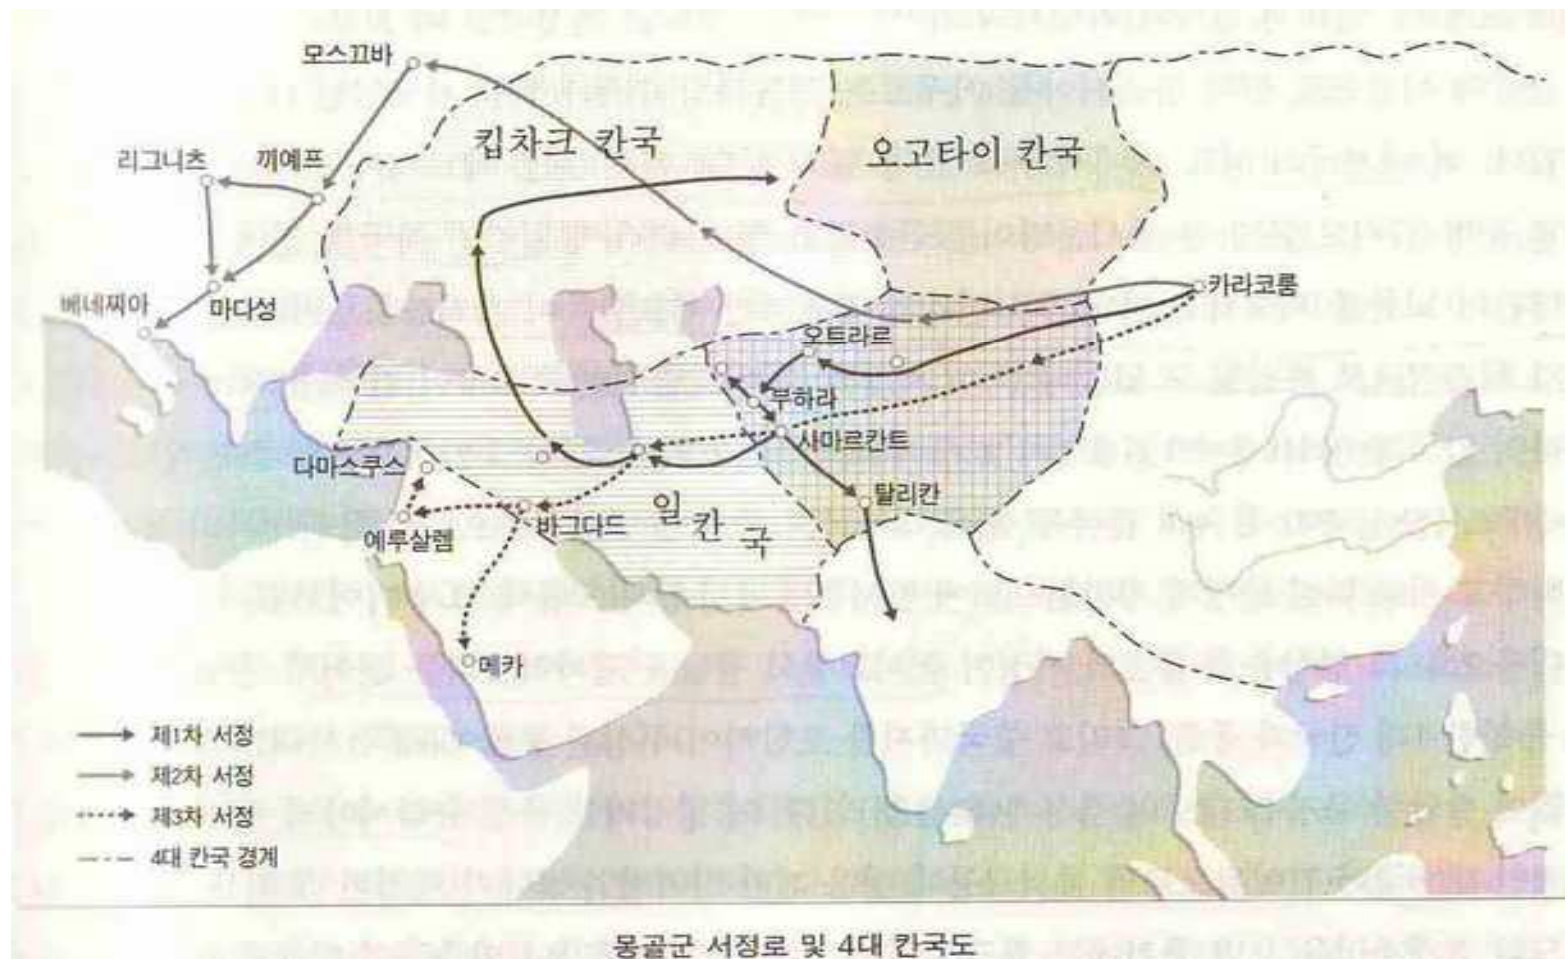 모스끄바
킵차크 칸국
오고타이 칸국
리그니츠
끼예프
카라코룸
베네찌아
마다성
오트라르
부하라
사마르칸트
다마스쿠스
탈리칸
일칸국
바그다드
예루살렘
메카
제1차 서정
제2차 서정
제3차 서정
4대 칸국 경계
몽골군 서정로 및 4대 칸국도